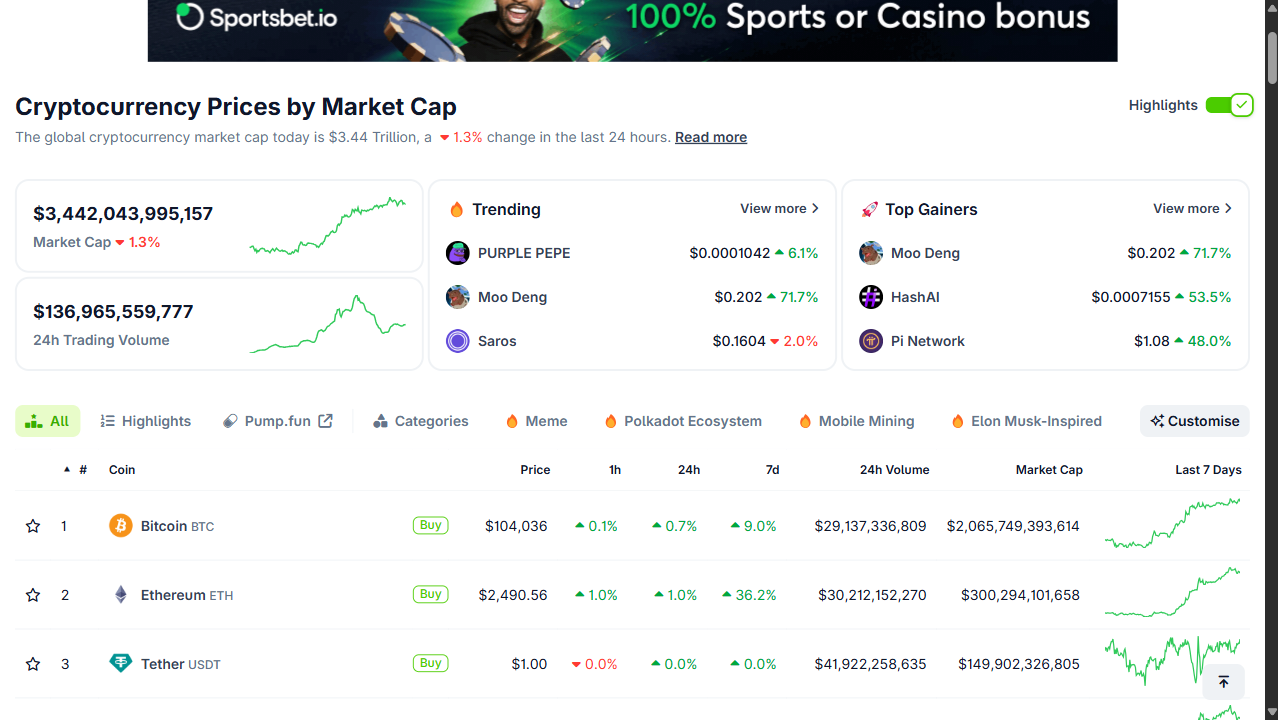 Sportsbet.io
100% Sports or Casino bonus
Cryptocurrency Prices by Market Cap
Highlights
The global cryptocurrency market cap today is $3.44 Trillion, a 1.3% change in the last 24 hours. Read more
$3,442,043,995,157
Market Cap 1.3%
$136,965,559,777
24h Trading Volume
Trending
View more
PURPLE PEPE $0.0001042 6.1%
Moo Deng $0.202 71.7%
Saros $0.1604 2.0%
Top Gainers
View more
Moo Deng $0.202 71.7%
HashAI $0.0007155 53.5%
Pi Network $1.08 48.0%
All Highlights Pump.fun Categories Meme Polkadot Ecosystem Mobile Mining Elon Musk-Inspired Customise
# Coin Price 1h 24h 7d 24h Volume Market Cap Last 7 Days
1 Bitcoin BTC Buy $104,036 0.1% 0.7% 9.0% $29,137,336,809 $2,065,749,393,614
2 Ethereum ETH Buy $2,490.56 1.0% 1.0% 36.2% $30,212,152,270 $300,294,101,658
3 Tether USDT Buy $1.00 0.0% 0.0% 0.0% $41,922,258,635 $149,902,326,805